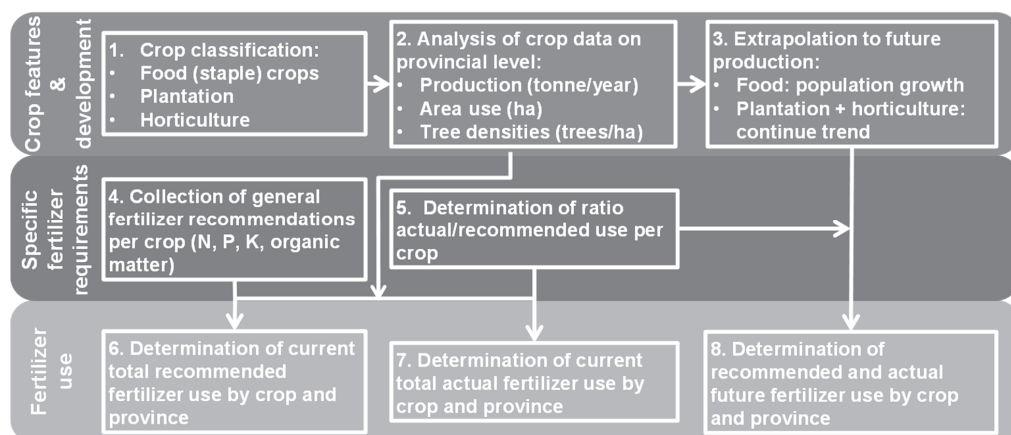 Crop features
&
development
1. Crop classification:
• Food (staple) crops
• Plantation
• Horticulture
2. Analysis of crop data on
provincial level:
• Production (tonne/year)
• Area use (ha)
• Tree densities (trees/ha)
3. Extrapolation to future
production:
• Food: population growth
• Plantation + horticulture:
continue trend
Specific
fertilizer
requirements
4. Collection of general
fertilizer recommendations
per crop (N, P, K, organic
matter)
5. Determination of ratio
actual/recommended use per
crop
Fertilizer
use
6. Determination of current
total recommended
fertilizer use by crop and
province
7. Determination of current
total actual fertilizer use by
crop and province
8. Determination of
recommended and actual
future fertilizer use by crop
and province